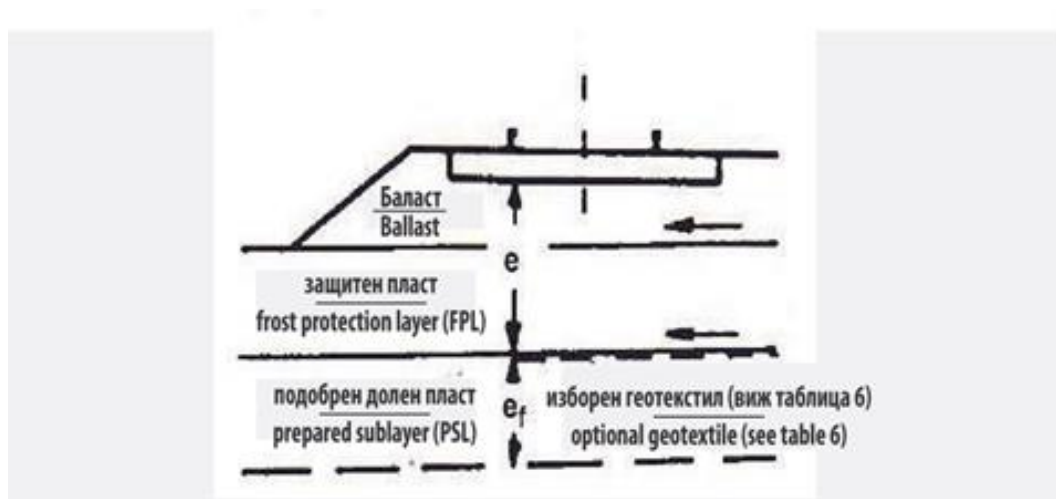 Баласт
Ballast
e
защитен пласт
frost protection layer (FPL)
подобрен долен пласт
prepared sublayer (PSL)
ef
изборен геотекстил (виж таблица 6)
optional geotextile (see table 6)